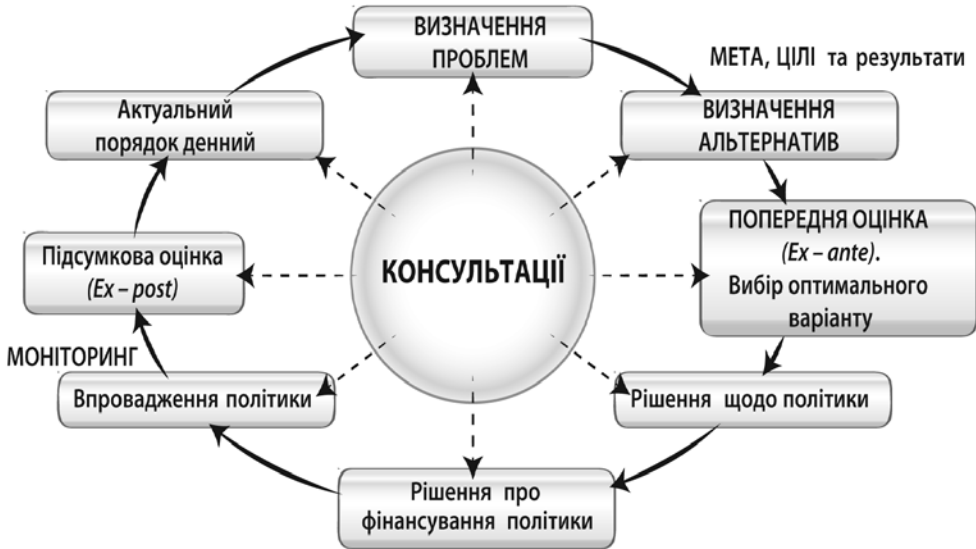 ВИЗНАЧЕННЯ
ПРОБЛЕМ
МЕТА, ЦІЛІ та результати
ВИЗНАЧЕННЯ
АЛЬТЕРНАТИВ
ПОПЕРЕДНЯ ОЦІНКА
(Ex – ante).
Вибір оптимального
варіанту
Рішення щодо політики
Рішення про
фінансування політики
Впровадження політики
МОНІТОРИНГ
Підсумкова оцінка
(Ex – post)
Актуальний
порядок денний
КОНСУЛЬТАЦІЇ